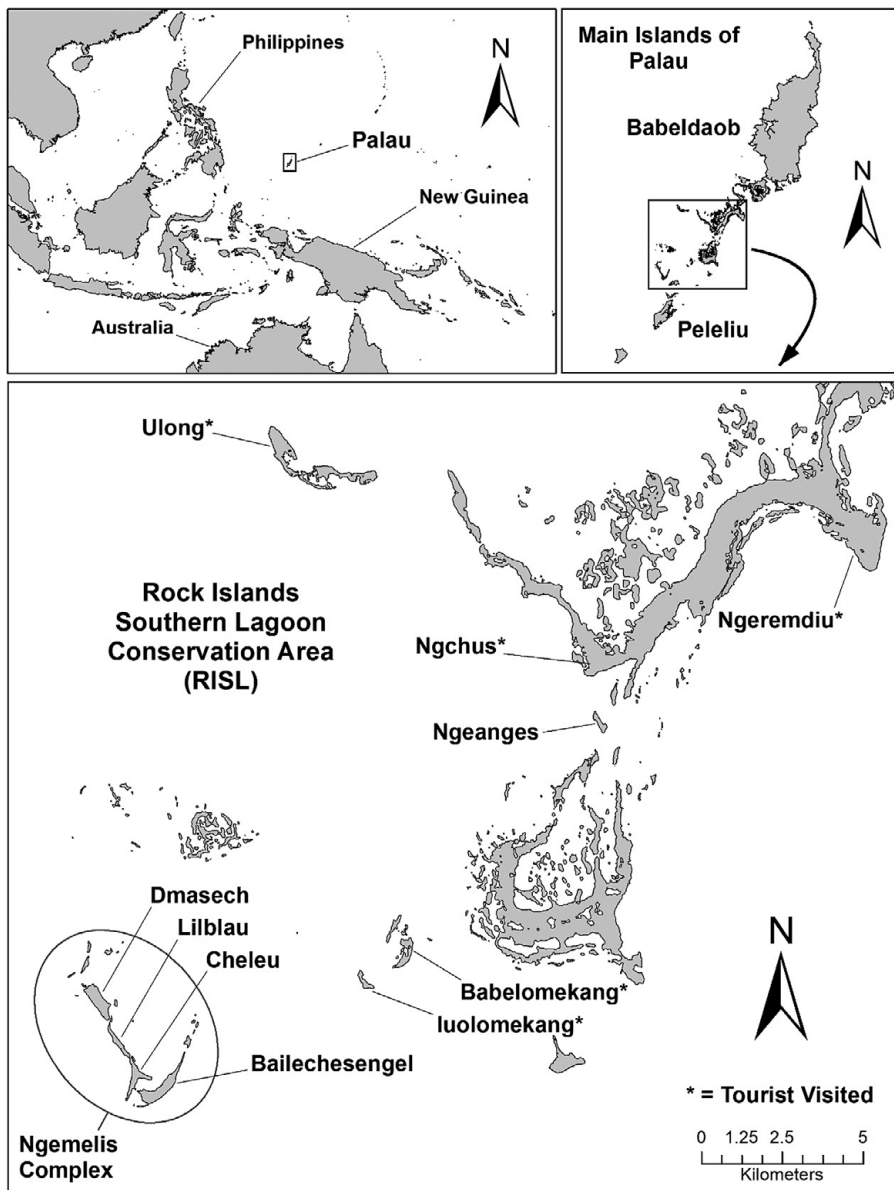 Philippines
N
Palau
New Guinea
Australia
Main Islands of
Palau
Babeldaob
N
Peleliu
Ulong*
Rock Islands
Southern Lagoon
Conservation Area
(RISL)
Ngeremdiu*
Ngchus*
Ngeanges
Dmasech
Lilblau
Cheleu
N
Babelomekang*
Iuolomekang*
Bailechesengel
* = Tourist Visited
Ngemelis
Complex
0 1.25 2.5 5
Kilometers